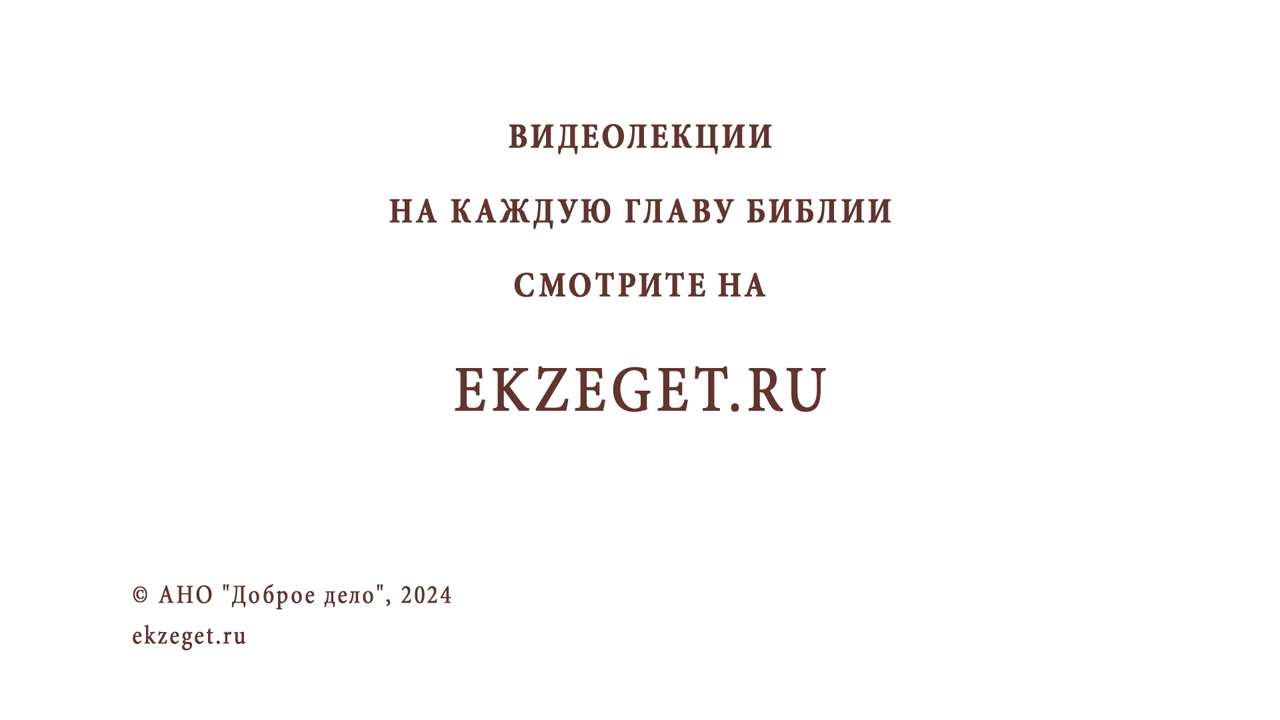 ВИДЕОЛЕКЦИИ
НА КАЖДУЮ ГЛАВУ БИБЛИИ
СМОТРИТЕ НА
EKZEGET.RU
© АНО "Доброе дело", 2024
ekzeget.ru